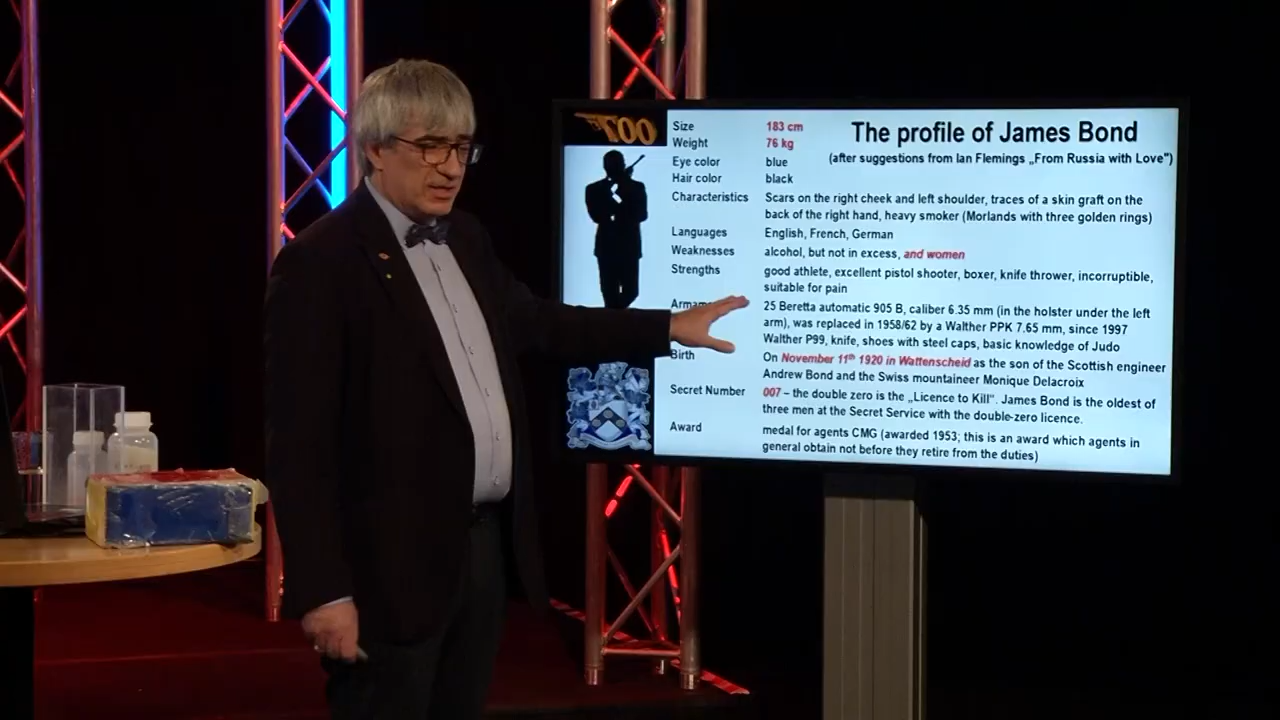 007
The profile of James Bond
(after suggestions from Ian Flemings „From Russia with Love")
Size 183 cm
Weight 76 kg
Eye color blue
Hair color black
Characteristics Scars on the right cheek and left shoulder, traces of a skin graft on the
back of the right hand, heavy smoker (Morlands with three golden rings)
Languages English, French, German
Weaknesses alcohol, but not in excess, and women
Strengths good athlete, excellent pistol shooter, boxer, knife thrower, incorruptible,
suitable for pain
25 Beretta automatic 905 B, caliber 6.35 mm (in the holster under the left
arm), was replaced in 1958/62 by a Walther PPK 7.65 mm, since 1997
Walther P99, knife, shoes with steel caps, basic knowledge of Judo
Birth On November 11th 1920 in Wattenscheid as the son of the Scottish engineer
Andrew Bond and the Swiss mountaineer Monique Delacroix
Secret Number 007 – the double zero is the „Licence to Kill". James Bond is the oldest of
three men at the Secret Service with the double-zero licence.
Award medal for agents CMG (awarded 1953; this is an award which agents in
general obtain not before they retire from the duties)